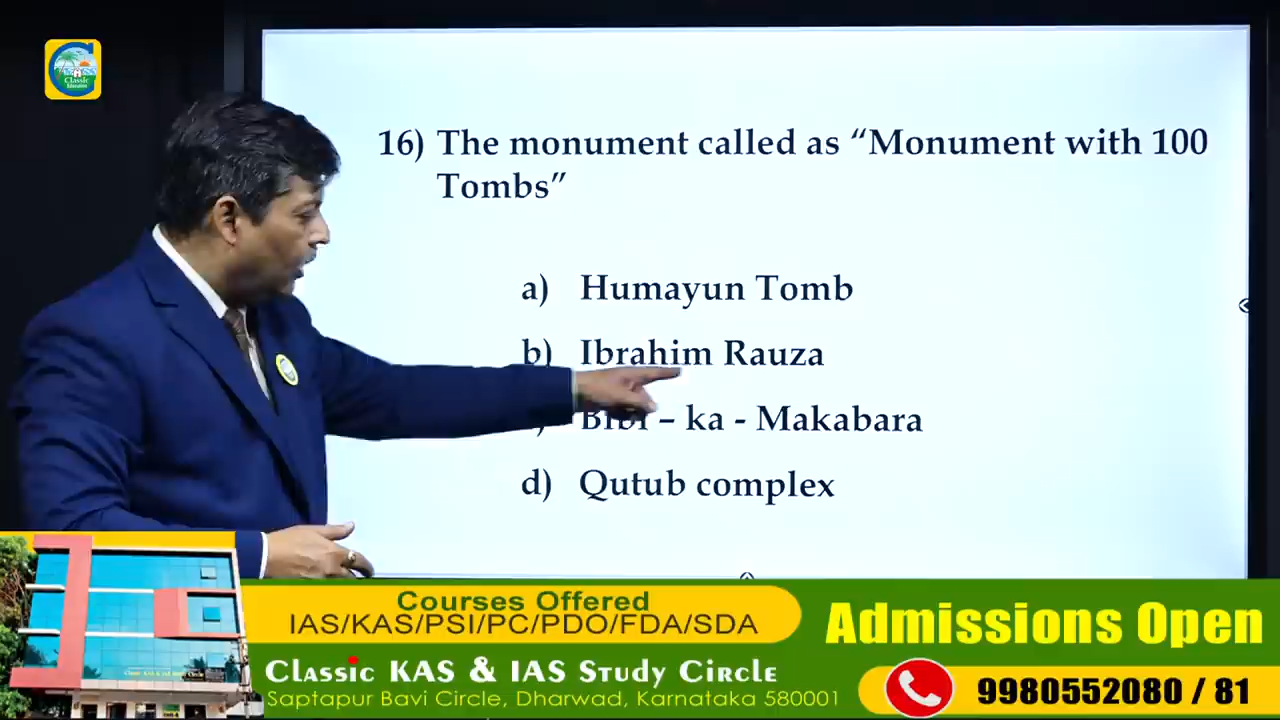 Classic
Education
16) The monument called as “Monument with 100
Tombs”
a) Humayun Tomb
b) Ibrahim Rauza
Bibi – ka - Makabara
d) Qutub complex
Courses Offered
IAS/KAS/PSI/PC/PDO/FDA/SDA
Admissions Open
Classic KAS & IAS Study Circle
Saptapur Bavi Circle, Dharwad, Karnataka 580001
9980552080 / 81